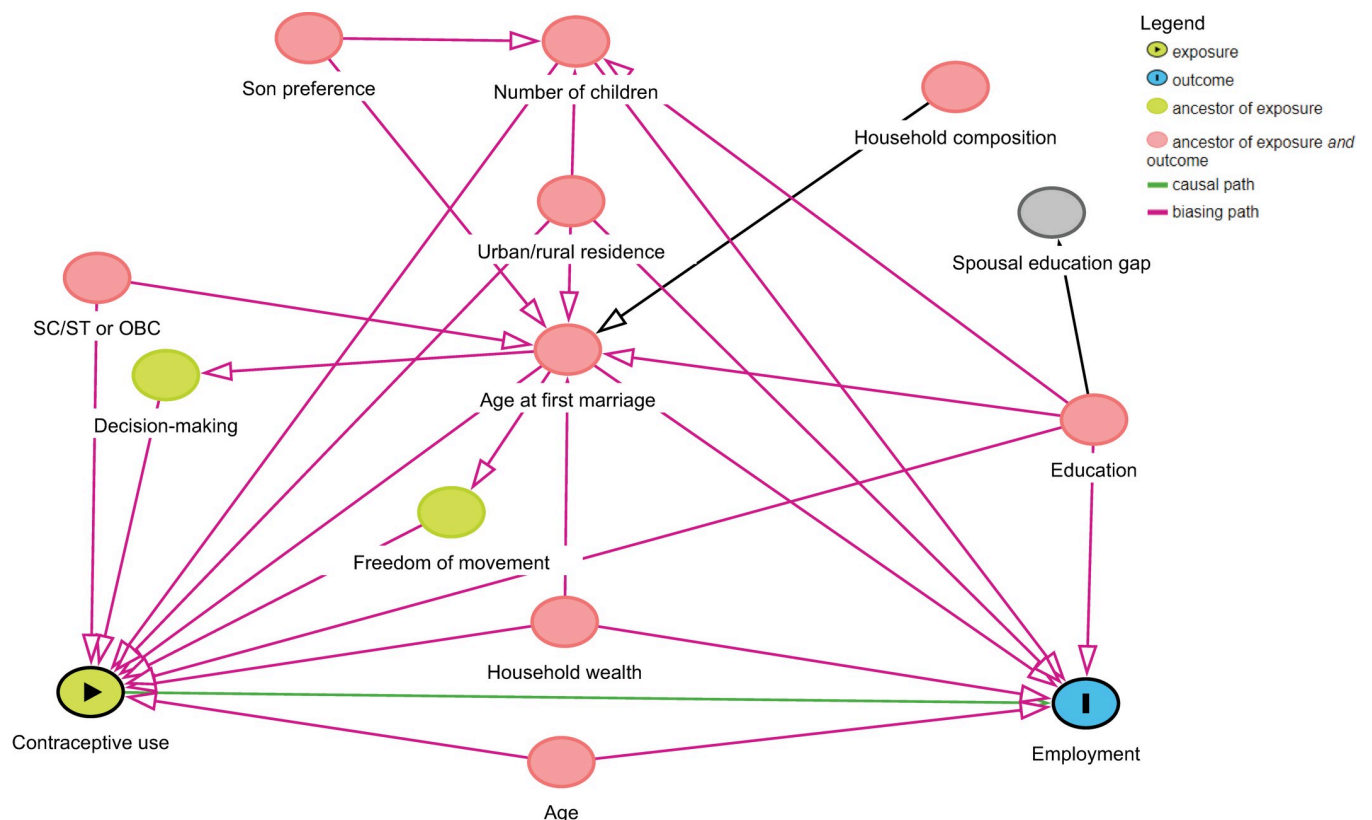 Legend
exposure
outcome
ancestor of exposure
ancestor of exposure and
outcome
causal path
biasing path
Son preference
Number of children
Household composition
Urban/rural residence
Spousal education gap
SC/ST or OBC
Age at first marriage
Decision-making
Education
Freedom of movement
Household wealth
Contraceptive use
Employment
Age